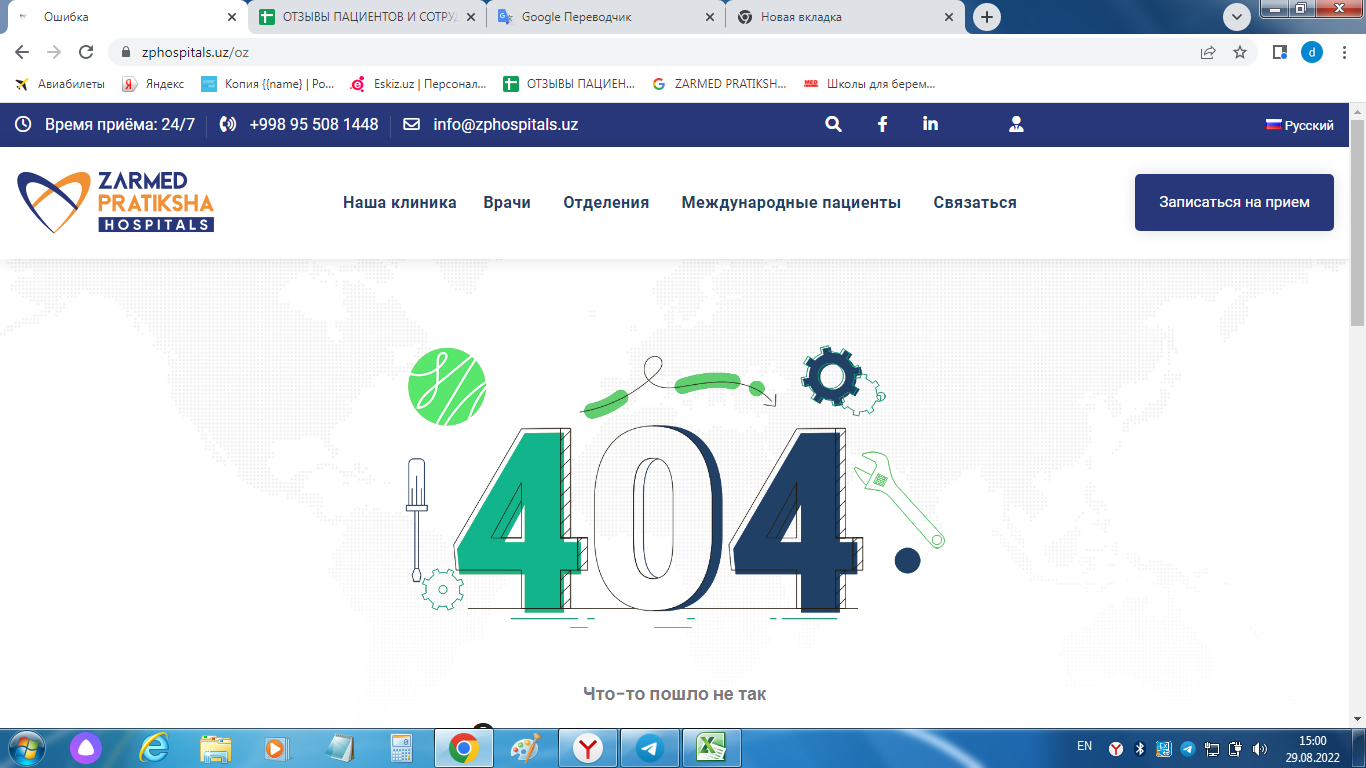 Ошибка
ОТЗЫВЫ ПАЦИЕНТОВ И СОТРУД
Google Переводчик
Новая вкладка
zphospitals.uz/oz
d
Авиабилеты
Яндекс
Копия {{name} | Ро...
Eskiz.uz | Персонал...
ОТЗЫВЫ ПАЦИЕН...
ZARMED PRATIKSH...
Школы для берем...
Время приёма: 24/7
+998 95 508 1448
info@zphospitals.uz
Русский
ZARMED
PRATIKSHA
HOSPITALS
Наша клиника
Врачи
Отделения
Международные пациенты
Связаться
Записаться на прием
404
Что-то пошло не так
EN
15:00
29.08.2022